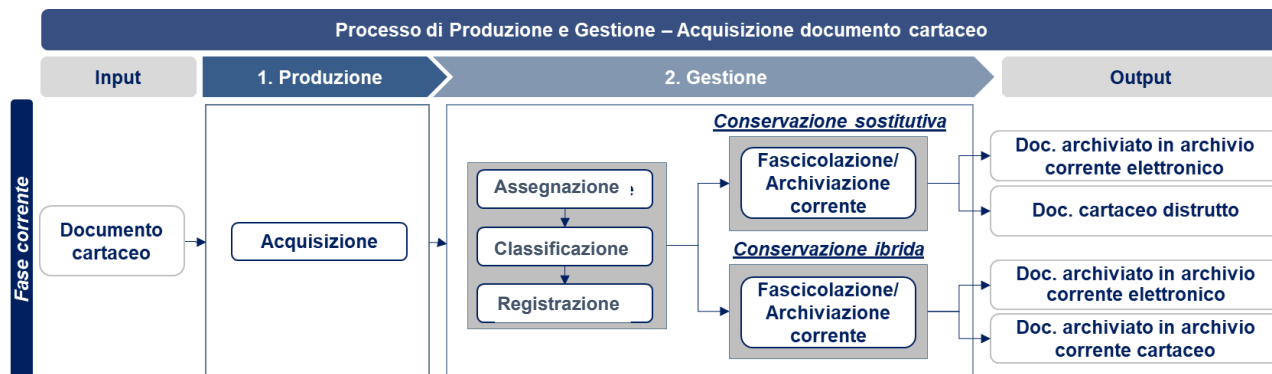 Processo di Produzione e Gestione – Acquisizione documento cartaceo
Input
1. Produzione
2. Gestione
Output
Fase corrente
Documento
cartaceo
Acquisizione
Assegnazione
Classificazione
Registrazione
Conservazione sostitutiva
Fascicolazione/
Archiviazione
corrente
Conservazione ibrida
Fascicolazione/
Archiviazione
corrente
Doc. archiviato in archivio
corrente elettronico
Doc. cartaceo distrutto
Doc. archiviato in archivio
corrente elettronico
Doc. archiviato in archivio
corrente cartaceo